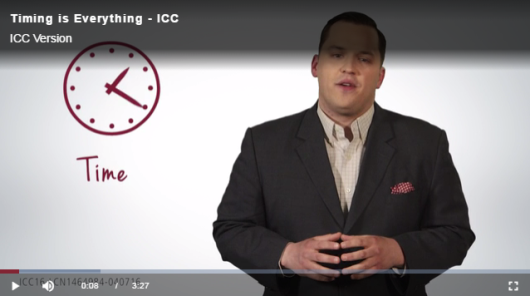 Timing is Everything - ICC
ICC Version
Time
0:08 / 3:27